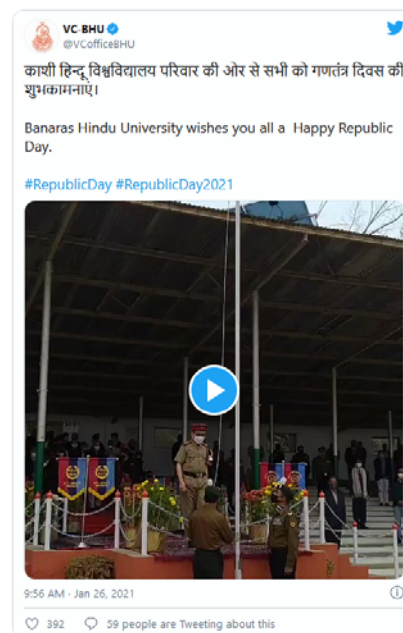 VC-BHU
@VCofficeBHU
काशी हिन्दू विश्वविद्यालय परिवार की ओर से सभी को गणतंत्र दिवस की
शुभकामनाएं।
Banaras Hindu University wishes you all a Happy Republic
Day.
#RepublicDay #RepublicDay2021
9:56 AM · Jan 26, 2021
392 59 people are Tweeting about this